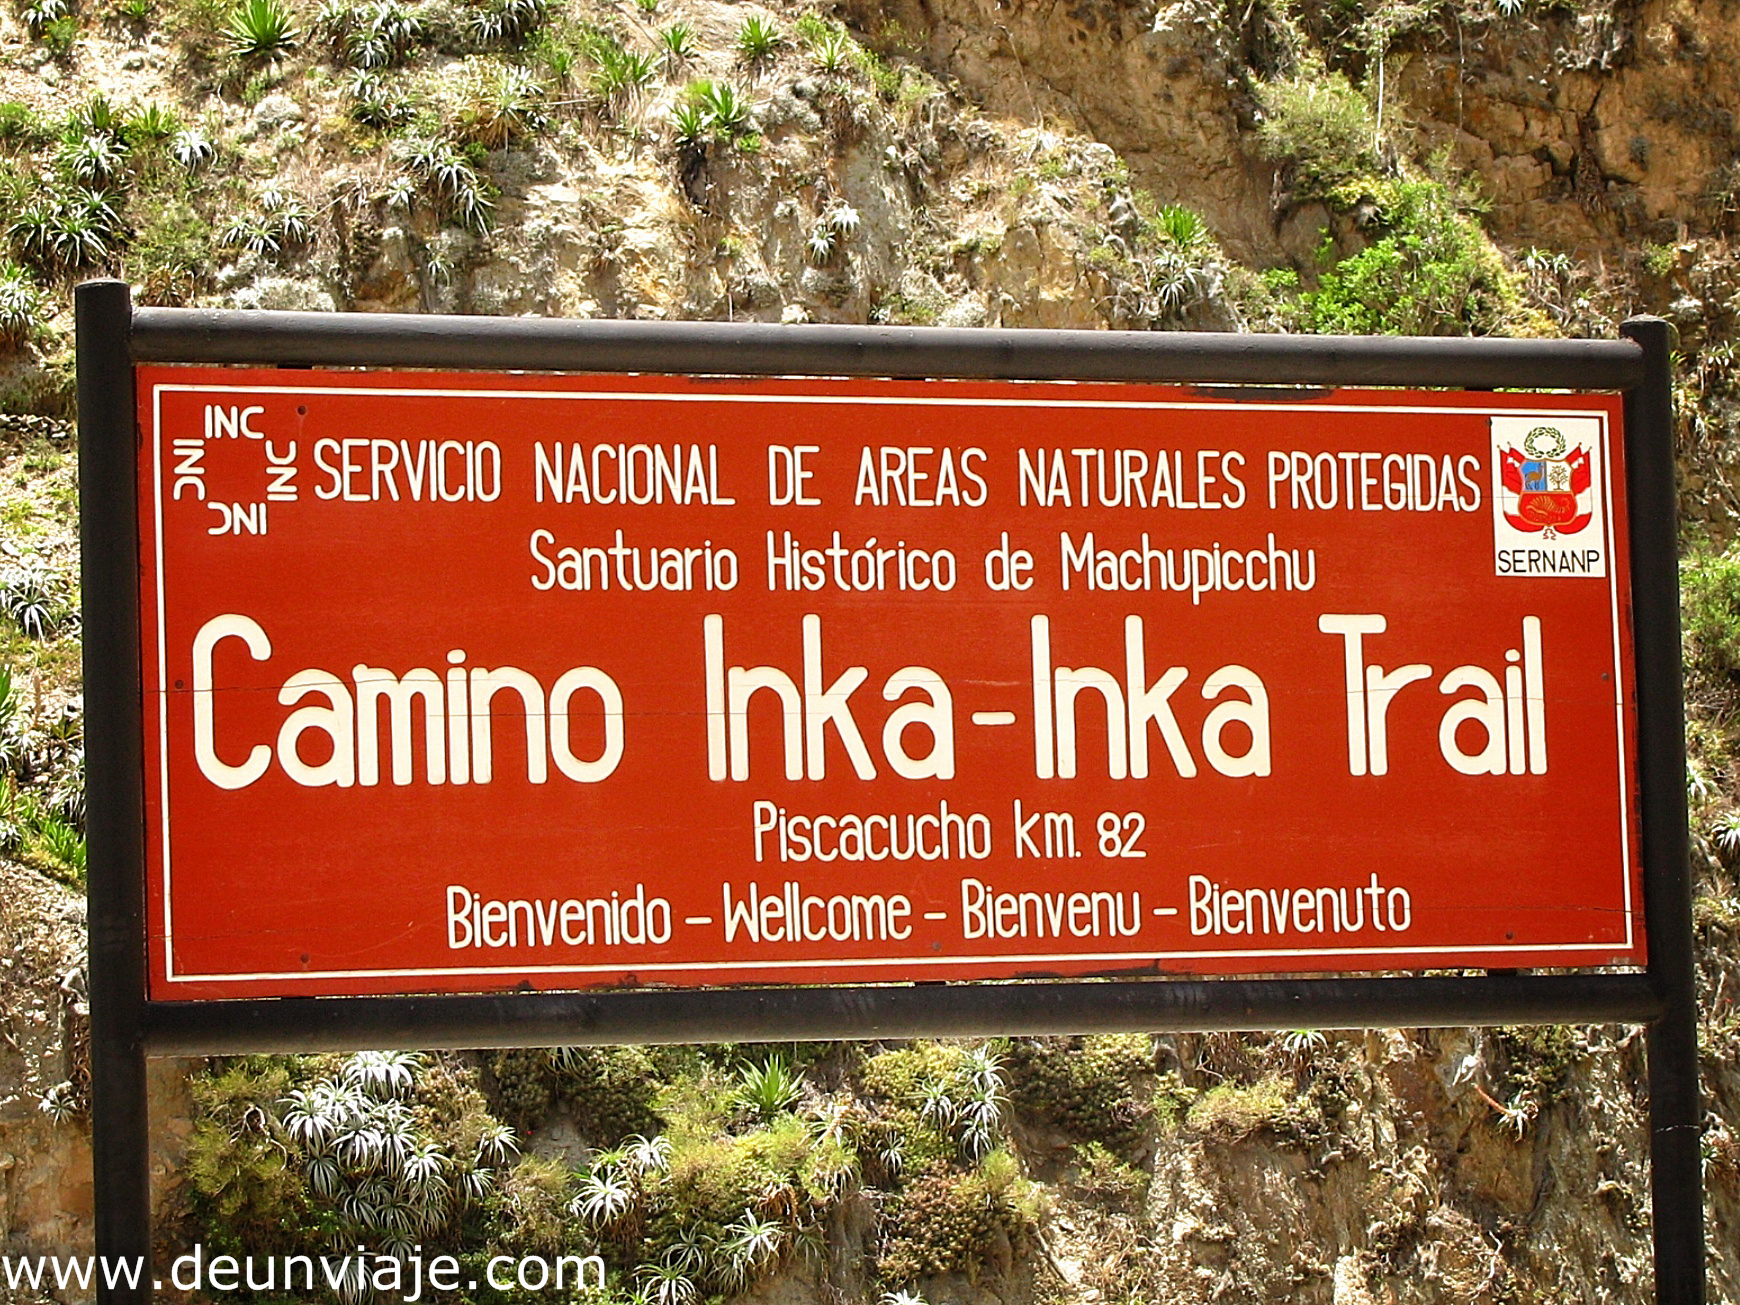 INC
INC
INC
INC
SERVICIO NACIONAL DE AREAS NATURALES PROTEGIDAS
SERNANP
Santuario Histórico de Machupicchu
Camino Inka - Inka Trail
Piscacucho km. 82
Bienvenido - Wellcome - Bienvenu - Bienvenuto
www.deunviaje.com